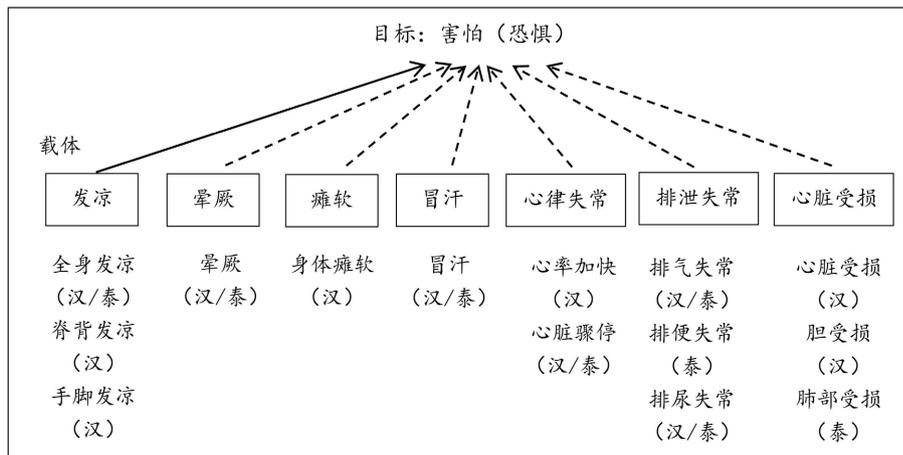 目标：害怕（恐惧）
载体
发凉 晕厥 瘫软 冒汗 心律失常 排泄失常 心脏受损
全身发凉 晕厥 身体瘫软 冒汗 心率加快 排气失常 心脏受损
（汉/泰） （汉/泰） （汉） （汉/泰） （汉） （汉/泰） （汉）
脊背发凉 心脏骤停 排便失常 胆受损
（汉） （汉/泰） （泰） （汉）
手脚发凉 排尿失常 肺部受损
（汉） （汉/泰） （泰）